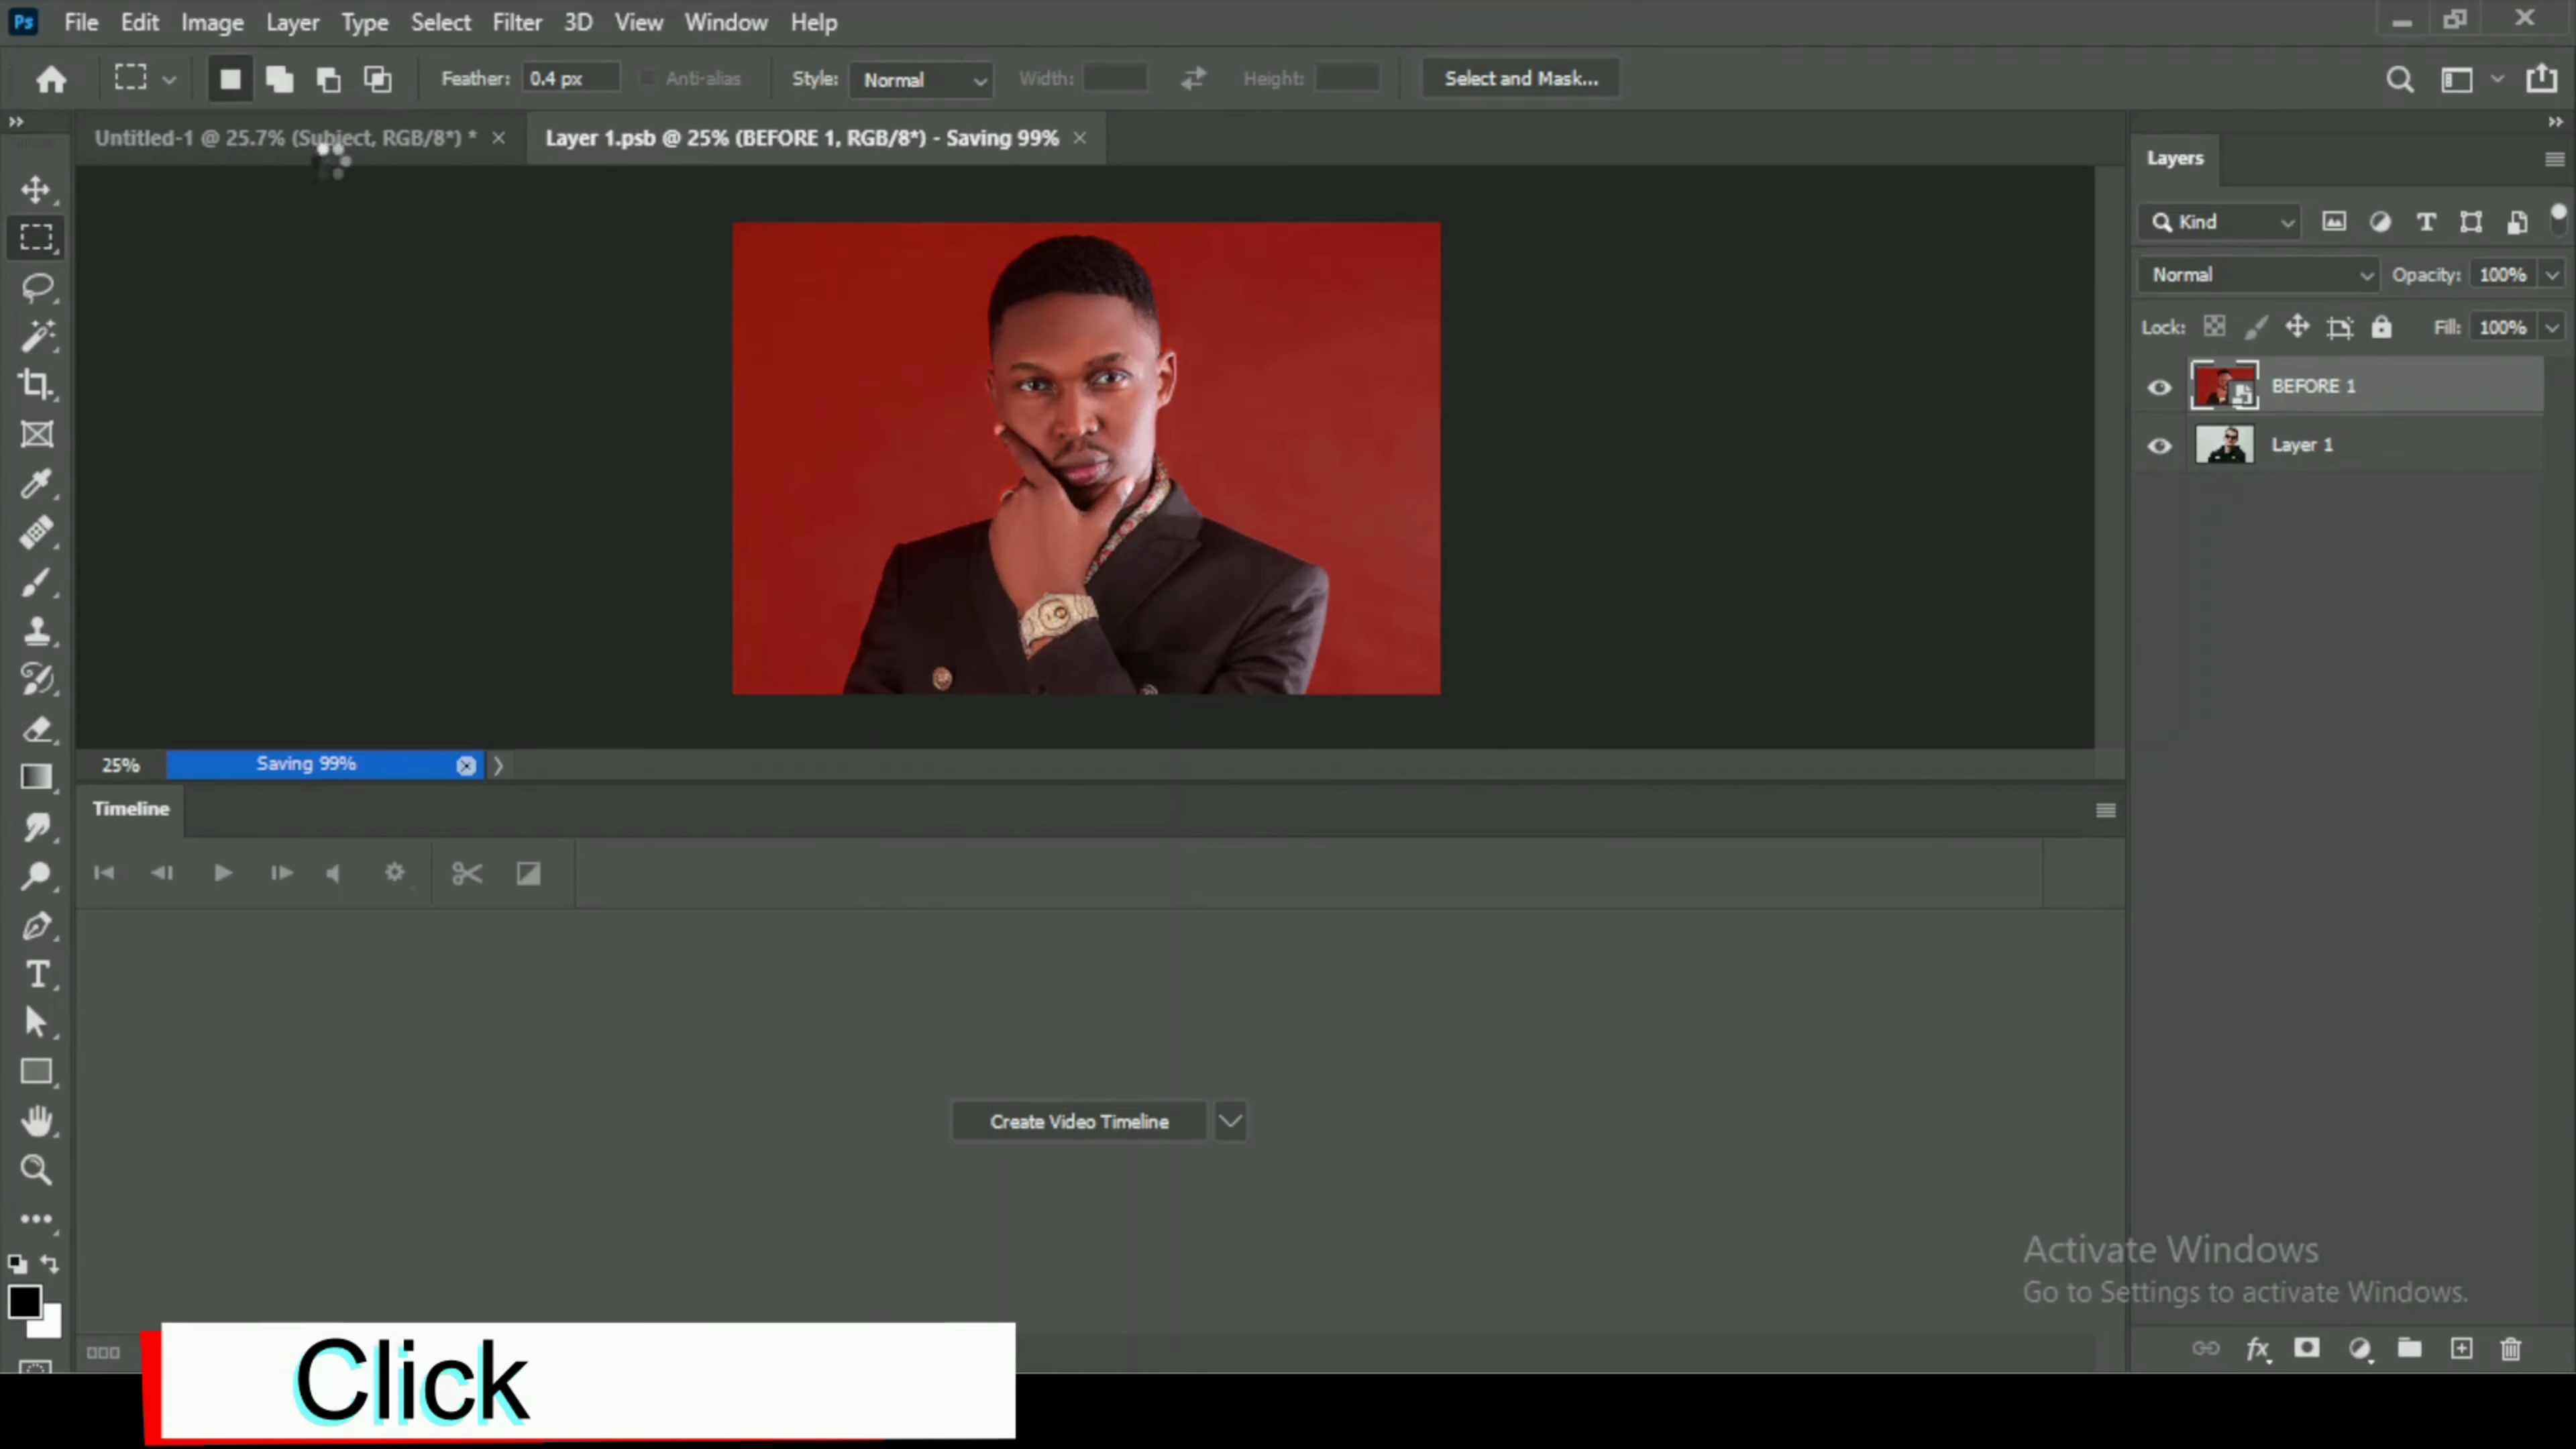 Ps File Edit Image Layer Type Select Filter 3D View Window Help
Feather: 0.4 px Anti-alias Style: Normal Width: Height: Select and Mask...
Untitled-1 @ 25.7% (Subject, RGB/8*) * × Layer 1.psb @ 25% (BEFORE 1, RGB/8*) - Saving 99% ×
Layers
Kind
Normal Opacity: 100%
Lock: Fill: 100%
BEFORE 1
Layer 1
25% Saving 99%
Timeline
Create Video Timeline
Activate Windows
Go to Settings to activate Windows.
fx
Click